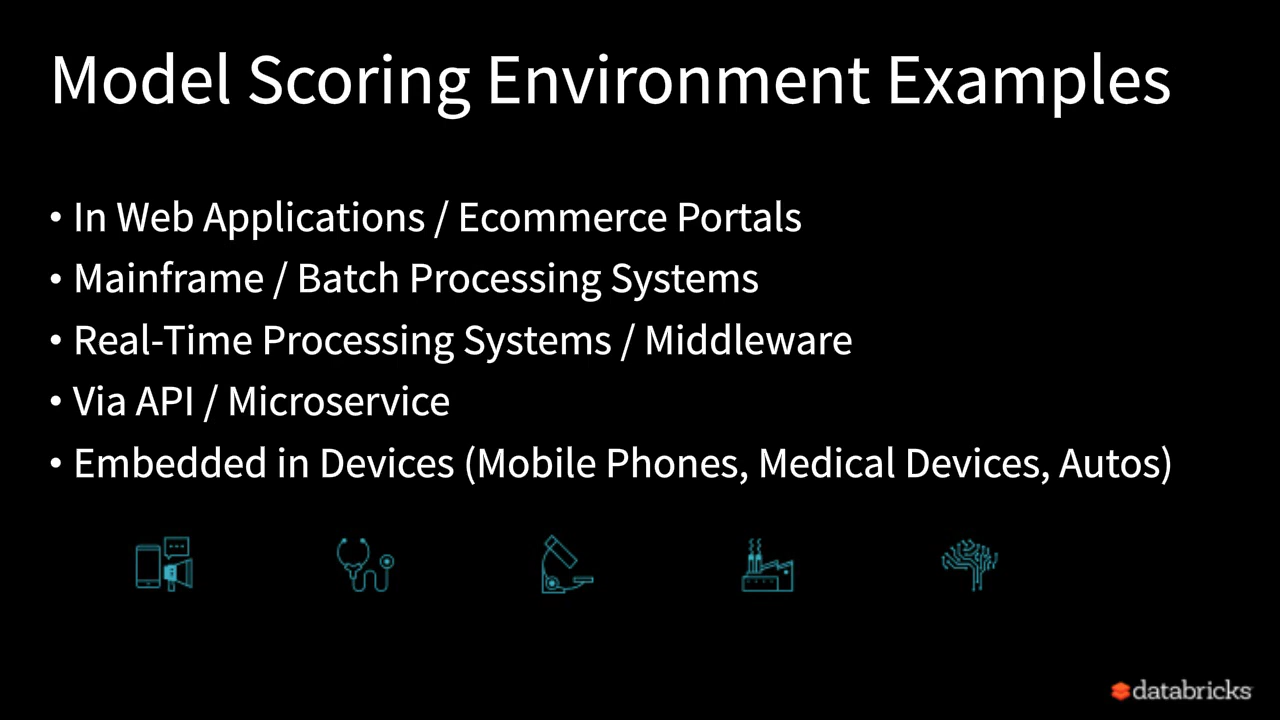 Model Scoring Environment Examples
• In Web Applications / Ecommerce Portals
• Mainframe / Batch Processing Systems
• Real-Time Processing Systems / Middleware
• Via API / Microservice
• Embedded in Devices (Mobile Phones, Medical Devices, Autos)
databricks